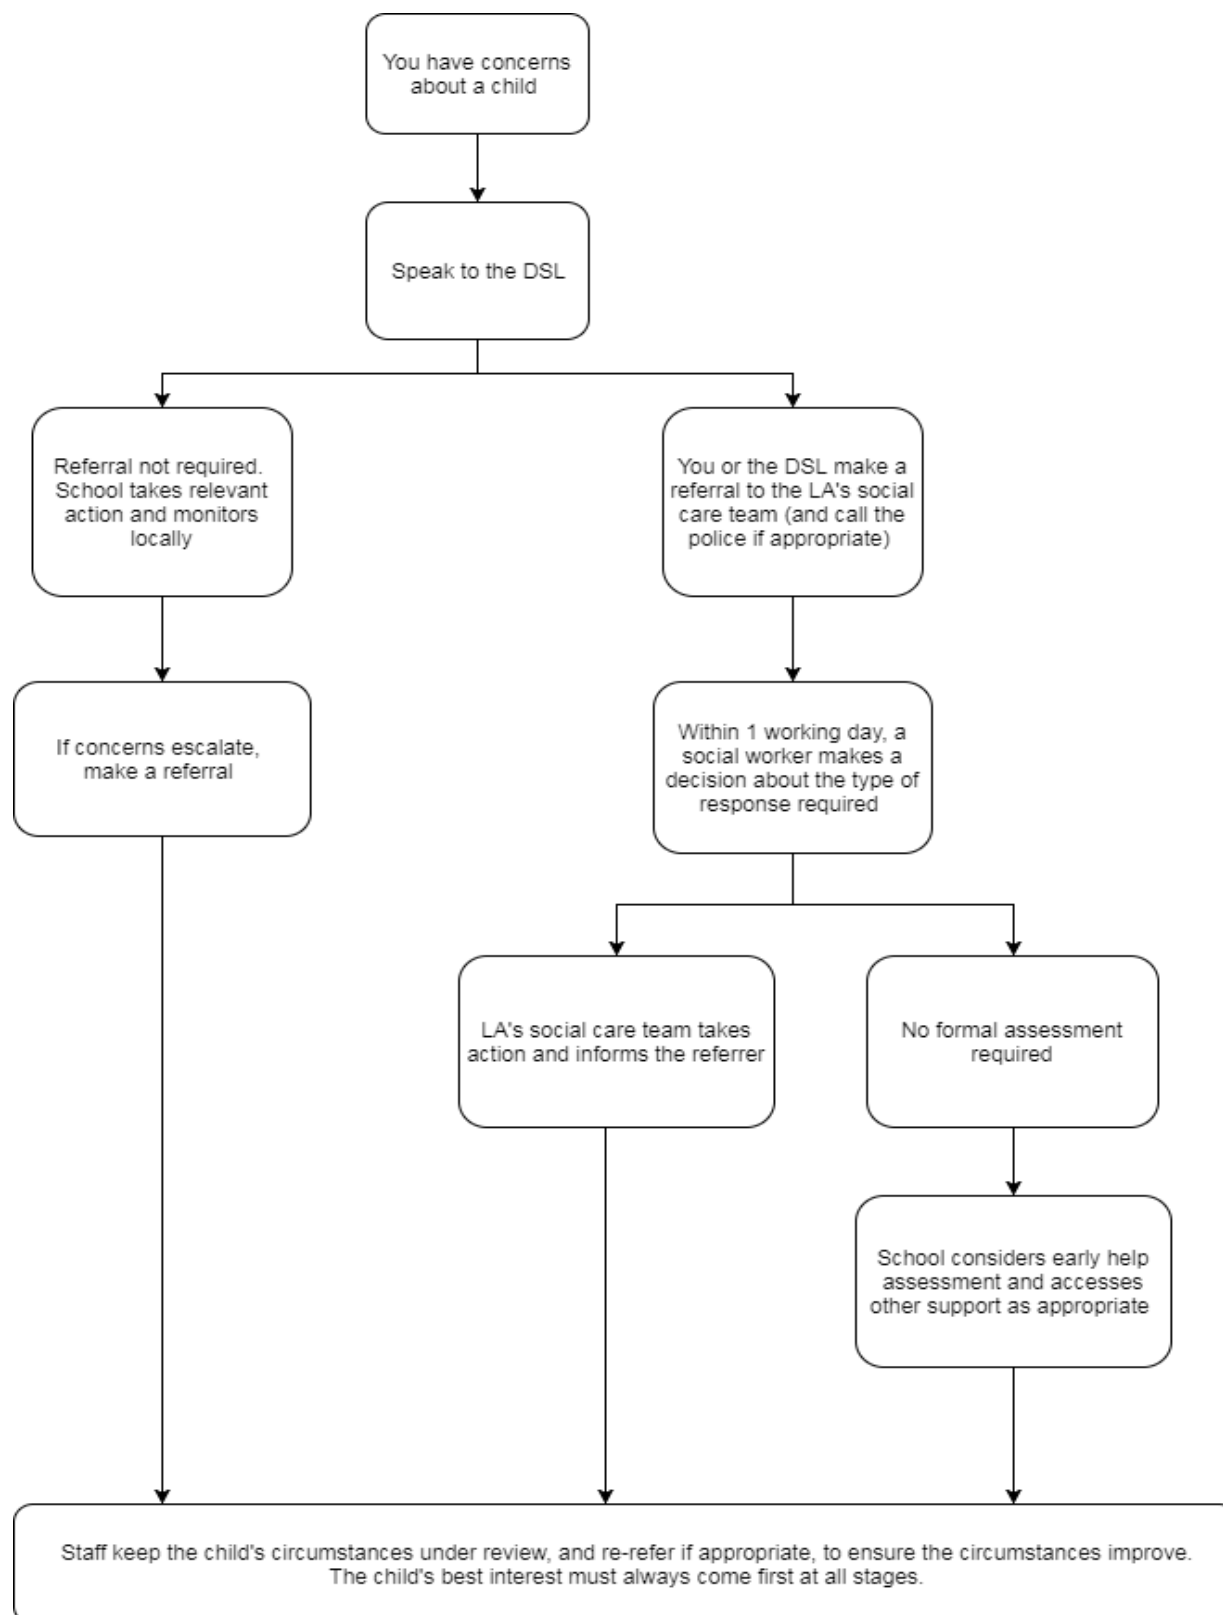 You have concerns
about a child
Speak to the DSL
Referral not required.
School takes relevant
action and monitors
locally
You or the DSL make a
referral to the LA's social
care team (and call the
police if appropriate)
If concerns escalate,
make a referral
Within 1 working day, a
social worker makes a
decision about the type of
response required
LA's social care team takes
action and informs the referrer
No formal assessment
required
School considers early help
assessment and accesses
other support as appropriate
Staff keep the child's circumstances under review, and re-refer if appropriate, to ensure the circumstances improve.
The child's best interest must always come first at all stages.